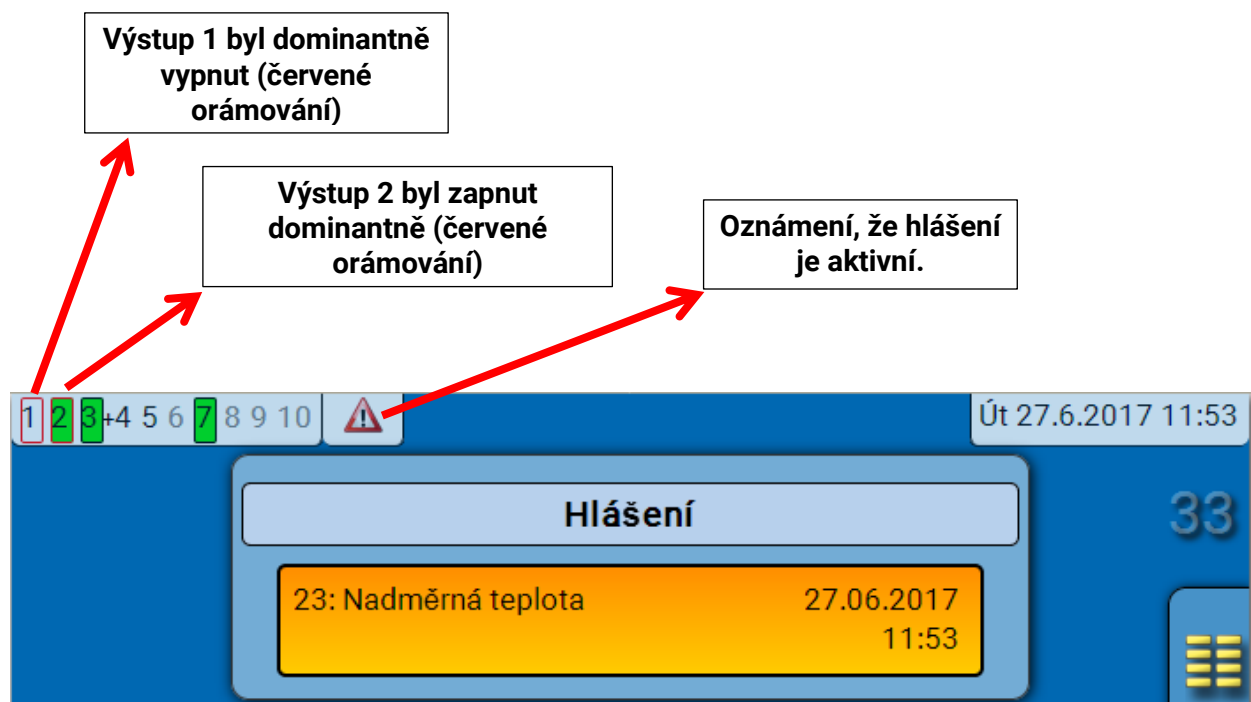 Výstup 1 byl dominantně
vypnut (červené
orámování)
Výstup 2 byl zapnut
dominantně (červené
orámování)
Oznámení, že hlášení
je aktivní.
1 2 3+4 5 6 7 8 9 10
Út 27.6.2017 11:53
Hlášení
33
23: Nadměrná teplota 27.06.2017
11:53